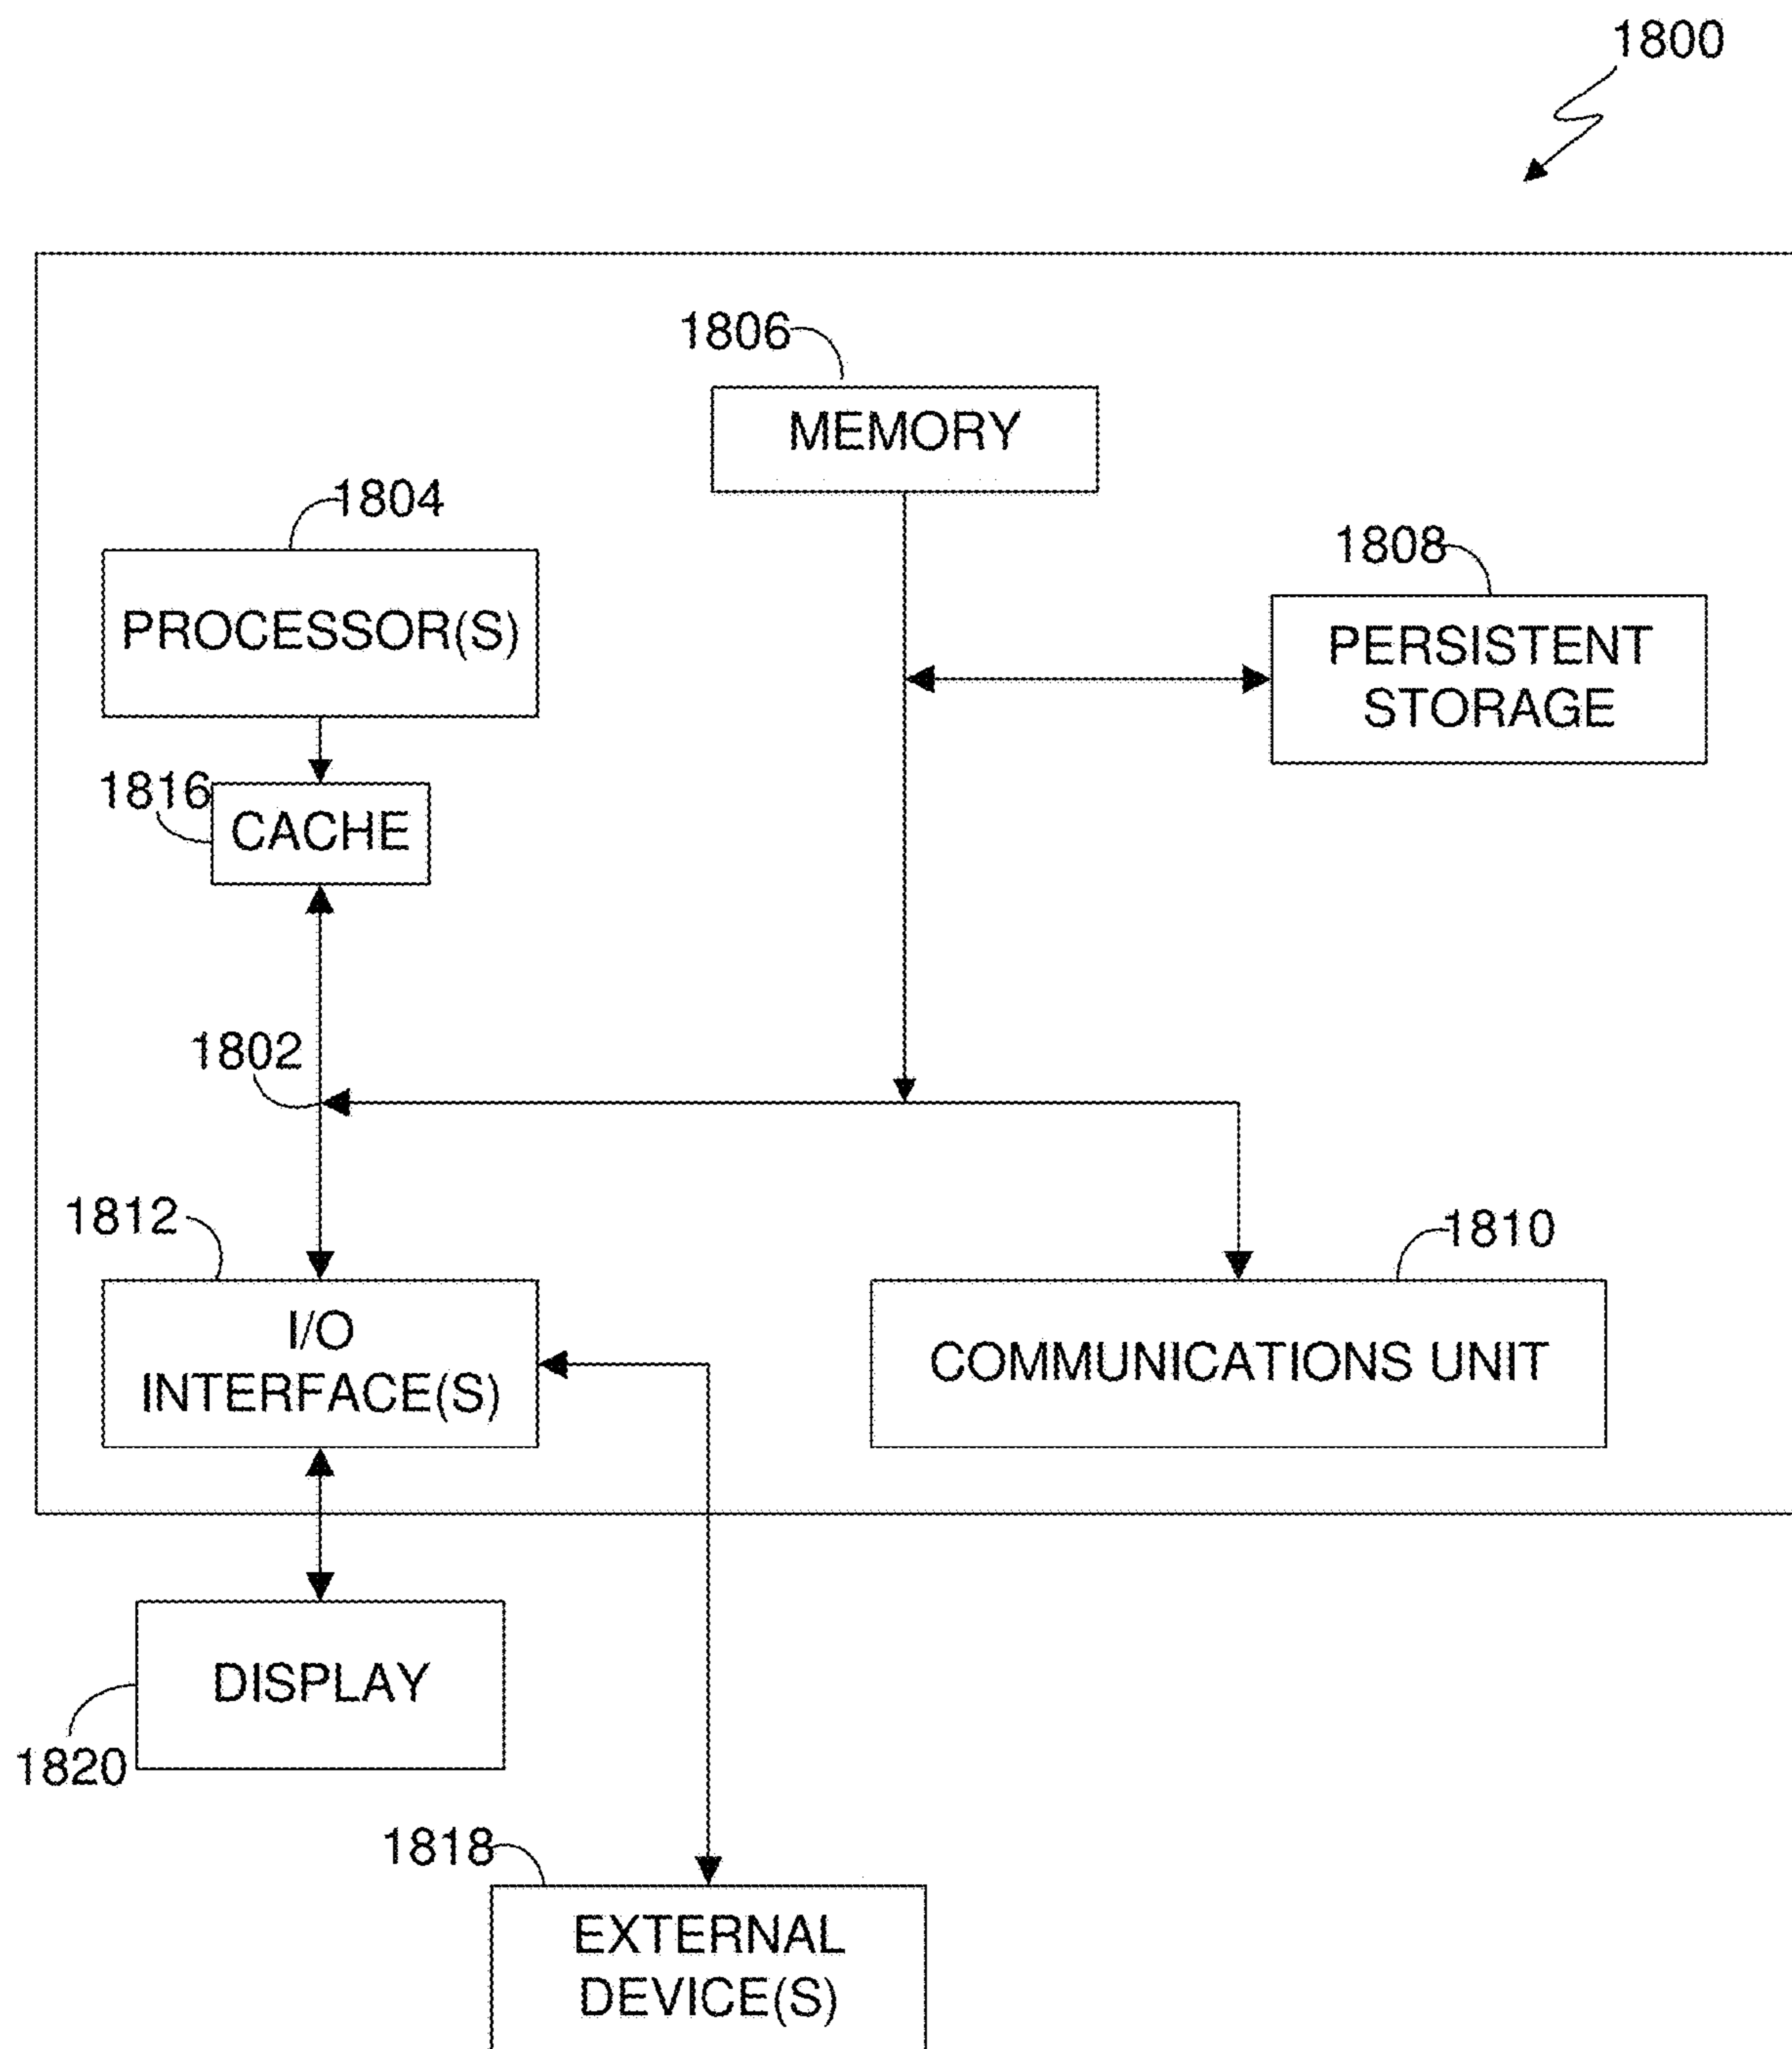 1800
1806
MEMORY
1804
1808
PROCESSOR(S)
PERSISTENT
STORAGE
1816
CACHE
1802
1812
1810
I/O
INTERFACE(S)
COMMUNICATIONS UNIT
DISPLAY
1820
1818
EXTERNAL
DEVICE(S)